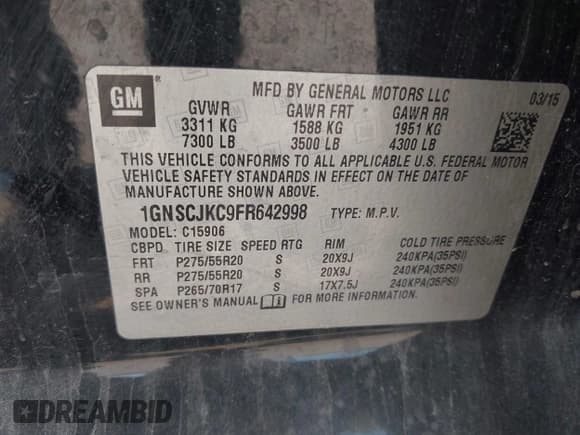 GM
MFD BY GENERAL MOTORS LLC
03/15
GVWR GAWR FRT GAWR RR
3311 KG 1588 KG 1951 KG
7300 LB 3500 LB 4300 LB
THIS VEHICLE CONFORMS TO ALL APPLICABLE U.S. FEDERAL MOTOR
VEHICLE SAFETY STANDARDS IN EFFECT ON THE DATE OF
MANUFACTURE SHOWN ABOVE.
1GNSCJKC9FR642998 TYPE: M.P.V.
MODEL: C15906
CBPD TIRE SIZE SPEED RTG RIM COLD TIRE PRESSURE
FRT P275/55R20 S 20X9J 240KPA(35PSI)
RR P275/55R20 S 20X9J 240KPA(35PSI)
SPA P265/70R17 S 17X7.5J 240KPA(35PSI)
SEE OWNER'S MANUAL FOR MORE INFORMATION.
DREAMBID